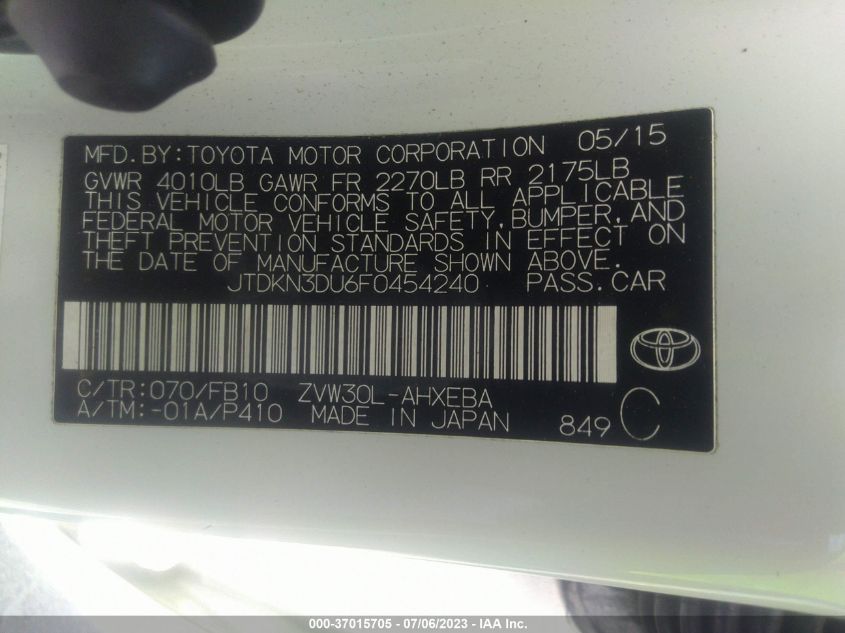 MFD.BY:TOYOTA MOTOR CORPORATION 05/15
GVWR 4010LB GAWR FR 2270LB RR 2175LB
THIS VEHICLE CONFORMS TO ALL APPLICABLE
FEDERAL MOTOR VEHICLE SAFETY, BUMPER, AND
THEFT PREVENTION STANDARDS IN EFFECT ON
THE DATE OF MANUFACTURE SHOWN ABOVE.
JTDKN3DU6F0454240 PASS.CAR
C/TR:070/FB10 ZVW30L-AHXEBA
A/TM:-01A/P410 MADE IN JAPAN 849 C
000-37015705 - 07/06/2023 - IAA Inc.